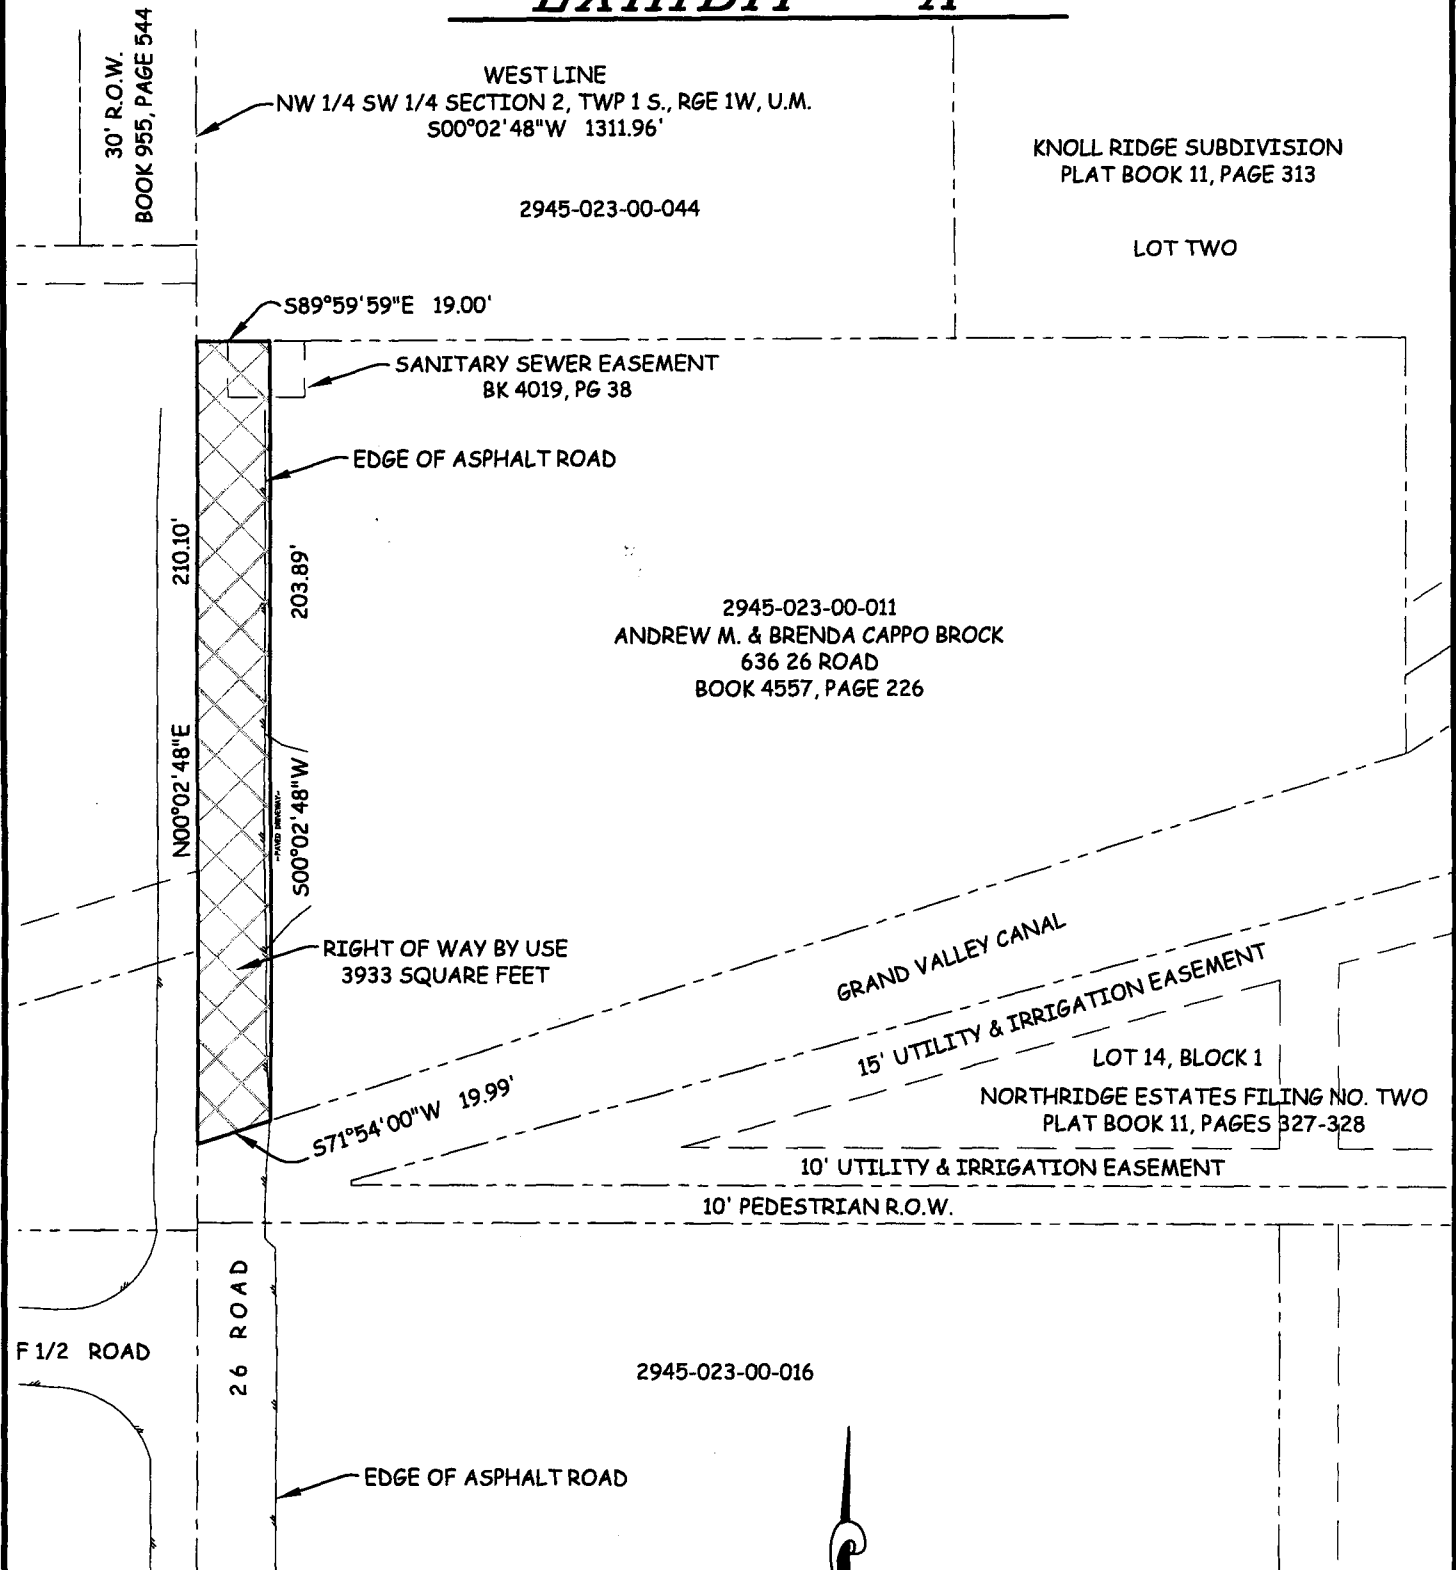 EXHIBIT "A"
30' R.O.W.
BOOK 955, PAGE 544
WEST LINE
NW 1/4 SW 1/4 SECTION 2, TWP 1 S., RGE 1W, U.M.
S00°02'48"W 1311.96'
KNOLL RIDGE SUBDIVISION
PLAT BOOK 11, PAGE 313
2945-023-00-044
LOT TWO
S89°59'59"E 19.00'
SANITARY SEWER EASEMENT
BK 4019, PG 38
EDGE OF ASPHALT ROAD
210.10'
203.89'
2945-023-00-011
ANDREW M. & BRENDA CAPPO BROCK
636 26 ROAD
BOOK 4557, PAGE 226
N00°02'48"E
S00°02'48"W
-PAVED DRIVEWAY-
RIGHT OF WAY BY USE
3933 SQUARE FEET
GRAND VALLEY CANAL
15' UTILITY & IRRIGATION EASEMENT
LOT 14, BLOCK 1
NORTHRIDGE ESTATES FILING NO. TWO
PLAT BOOK 11, PAGES 327-328
S71°54'00"W 19.99'
10' UTILITY & IRRIGATION EASEMENT
10' PEDESTRIAN R.O.W.
26 ROAD
F 1/2 ROAD
2945-023-00-016
EDGE OF ASPHALT ROAD